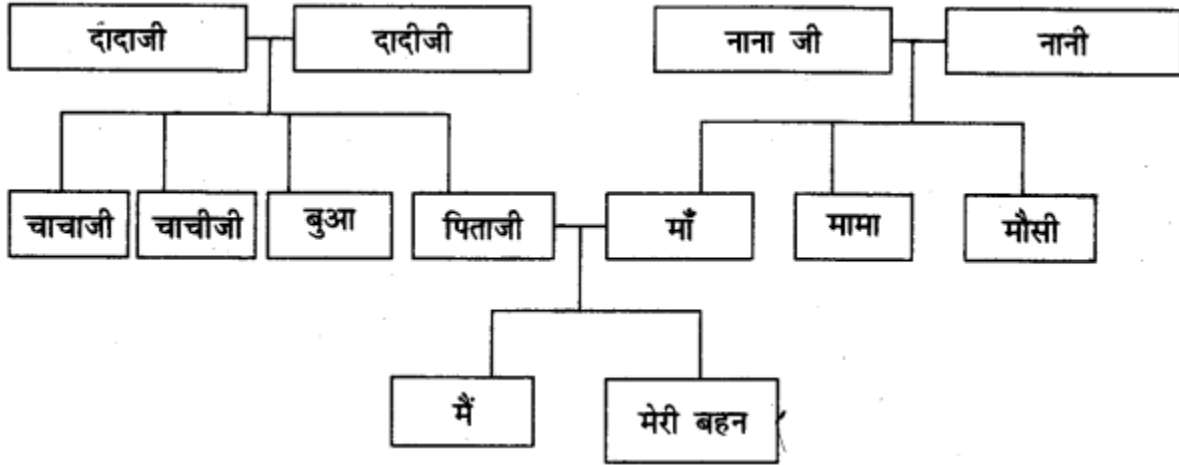 दादाजी
दादीजी
नाना जी
नानी
चाचाजी
चाचीजी
बुआ
पिताजी
माँ
मामा
मौसी
मैं
मेरी बहन